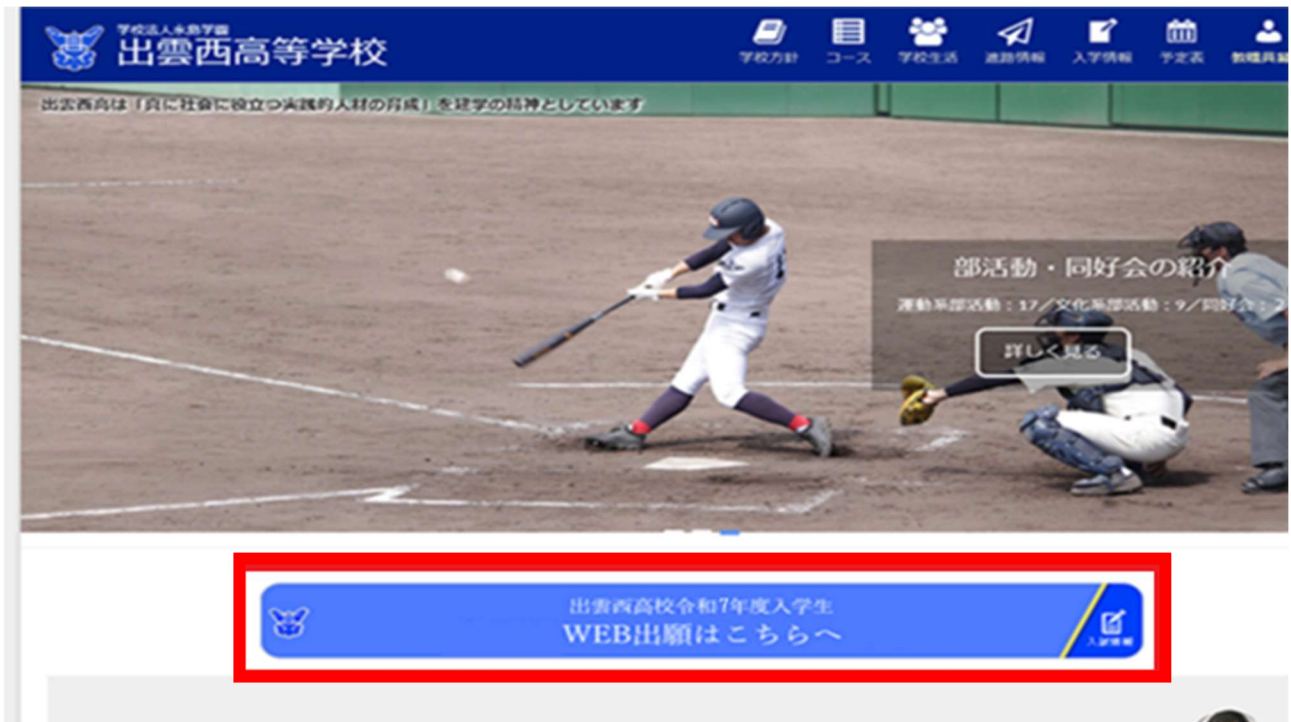 学校法人永島学園
出雲西高等学校
学校方針 コース 学校生活 進路情報 入学情報 予定表
出雲西高は「真に社会に役立つ実践的人材の育成」を建学の精神としています
部活動・同好会の紹介
運動系部活動:17/文化系部活動:9/同好会:2
詳しく見る
出雲西高校令和7年度入学生
WEB出願はこちらへ
入試情報